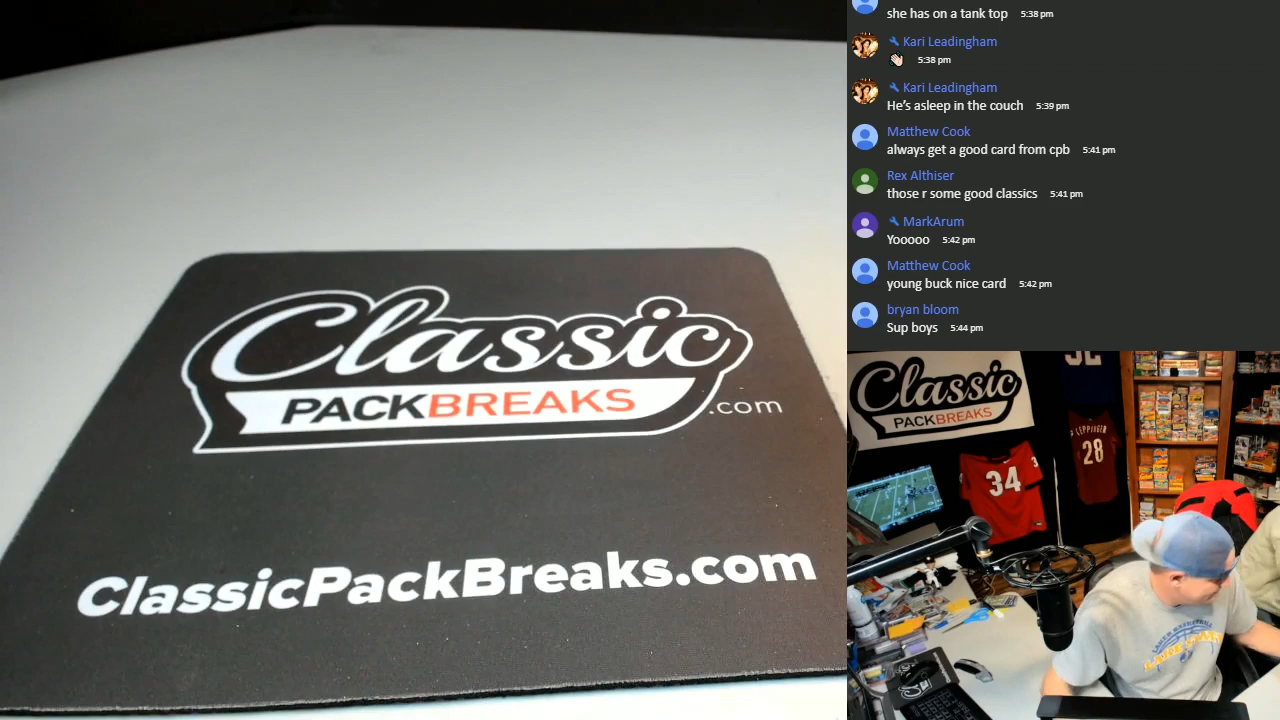 Classic
PACKBREAKS
.com
ClassicPackBreaks.com
she has on a tank top 5:38 pm
Kari Leadingham
5:38 pm
Kari Leadingham
He's asleep in the couch 5:39 pm
Matthew Cook
always get a good card from cpb 5:41 pm
Rex Althiser
those r some good classics 5:41 pm
MarkArum
Yooooo 5:42 pm
Matthew Cook
young buck nice card 5:42 pm
bryan bloom
Sup boys 5:44 pm
Classic
PACKBREAKS
34
LEPPINGER
28